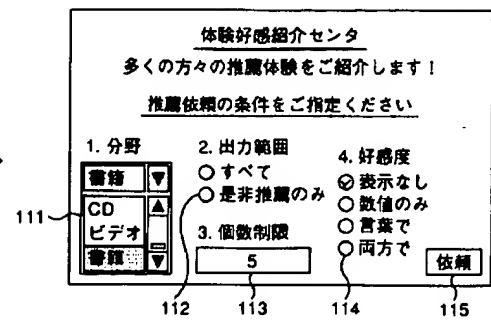 体験好感紹介センタ
多くの方々の推薦体験をご紹介します！
推薦依頼の条件をご指定ください
1. 分野
書籍
CD
ビデオ
書籍
2. 出力範囲
すべて
是非推薦のみ
3. 個数制限
5
4. 好感度
表示なし
数値のみ
言葉で
両方で
依頼
111
112
113
114
115